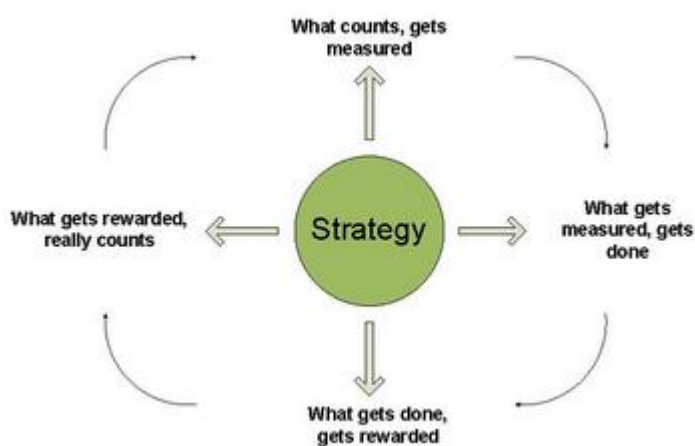 What counts, gets
measured
What gets rewarded,
really counts
Strategy
What gets
measured, gets
done
What gets done,
gets rewarded